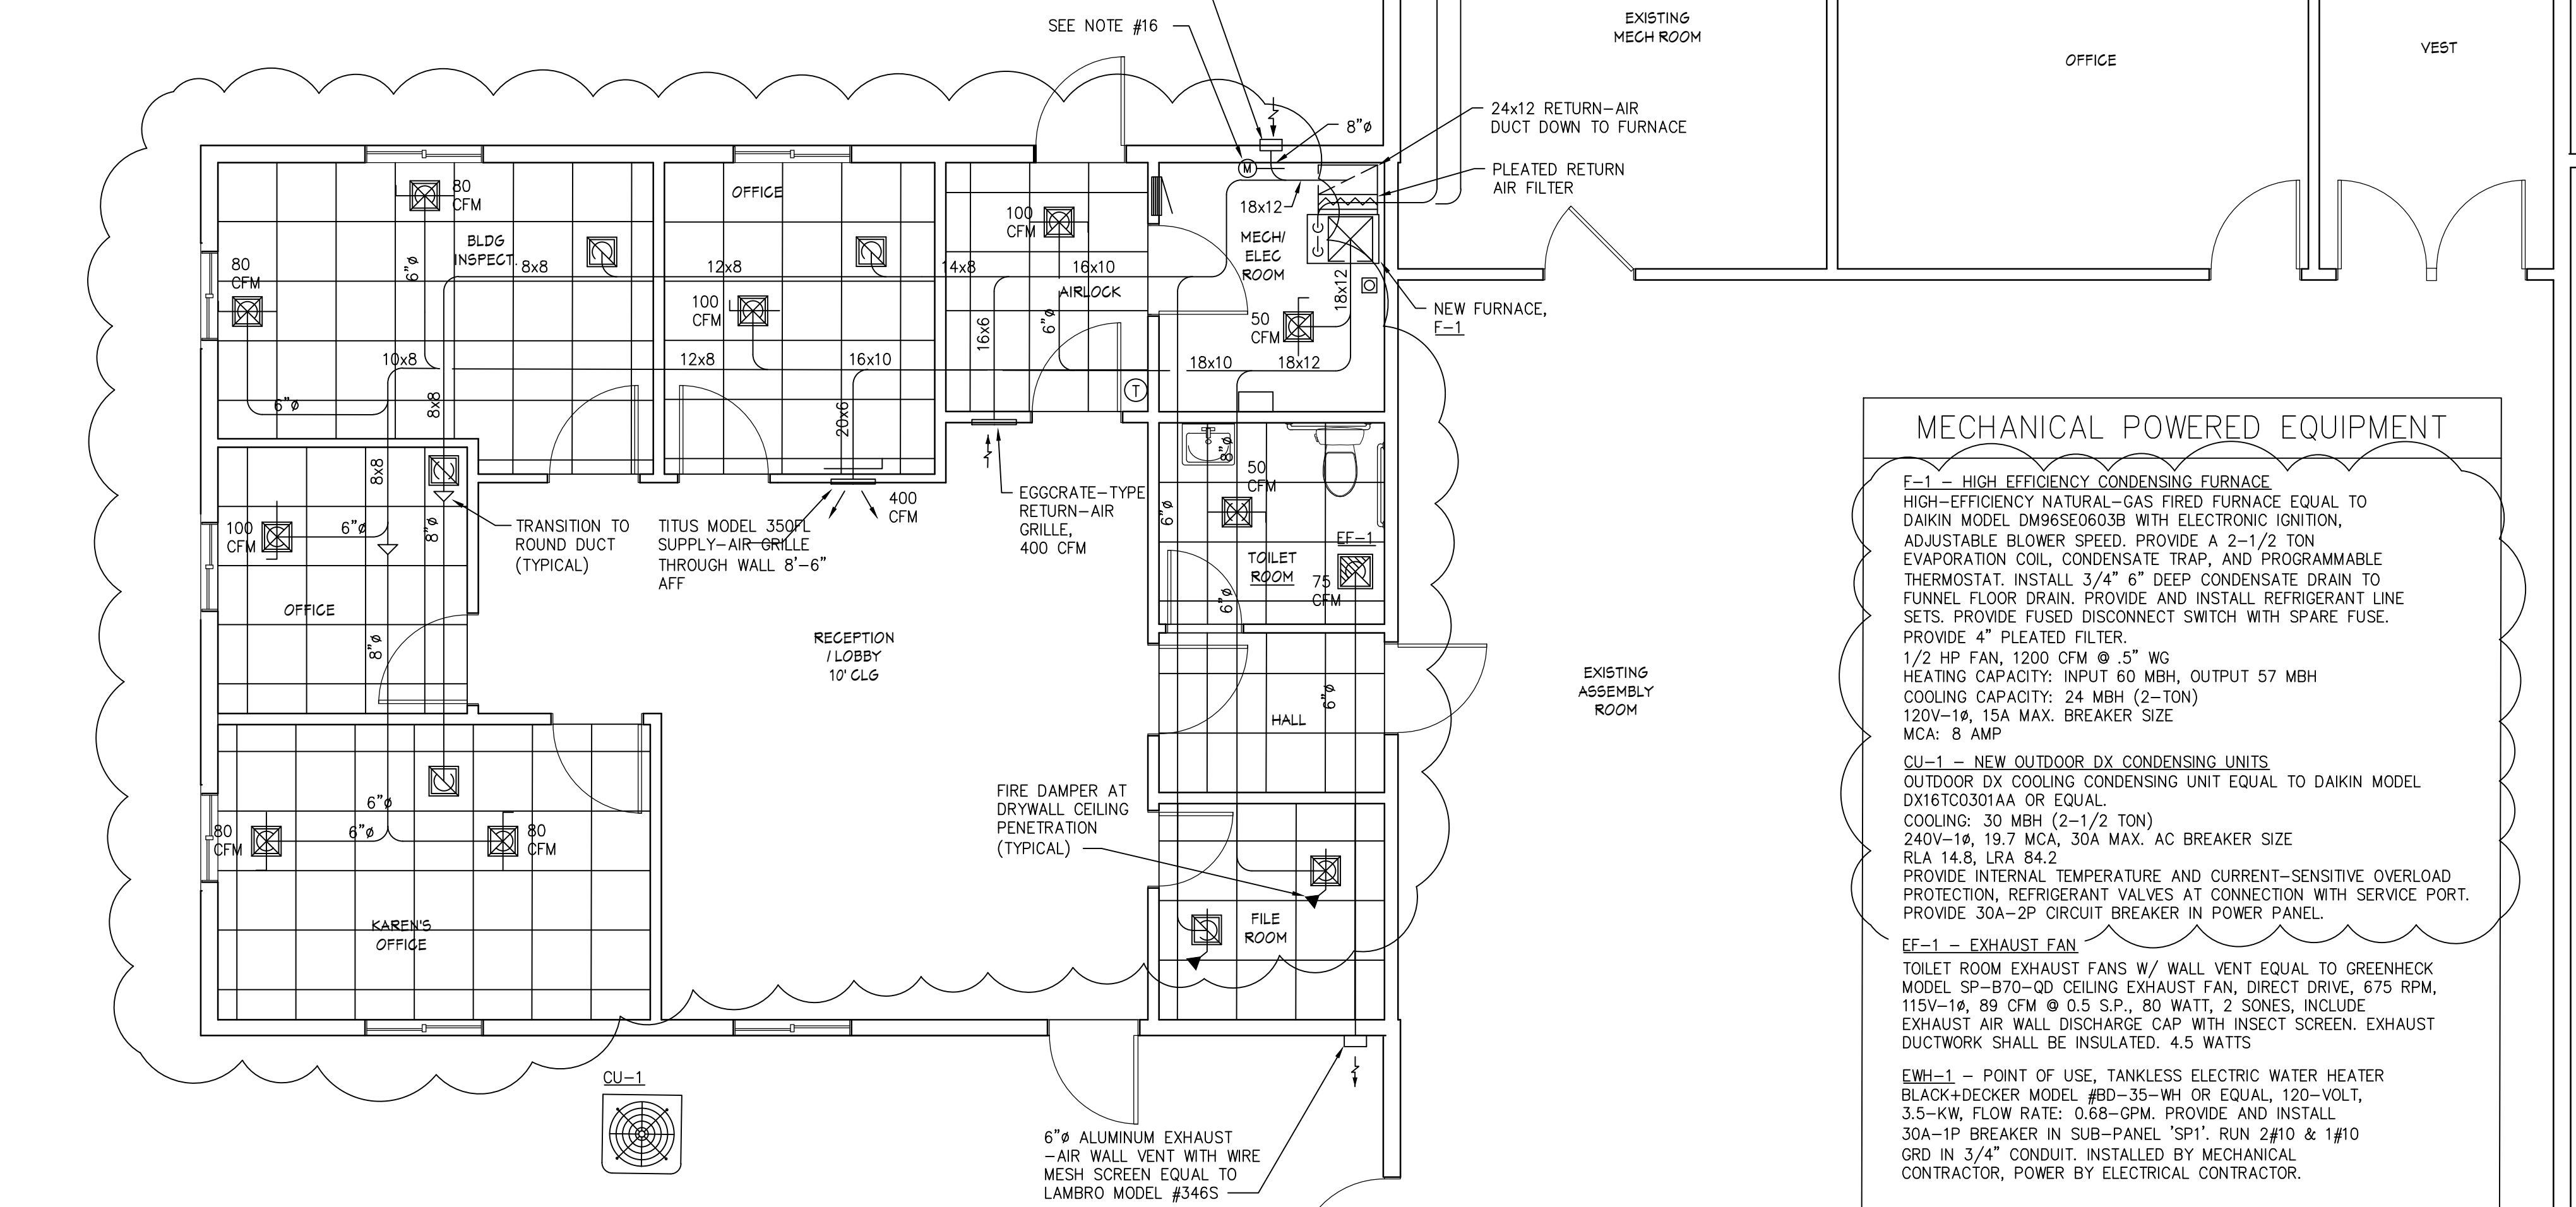 SEE NOTE #16
EXISTING
MECH ROOM
OFFICE
VEST
24x12 RETURN-AIR
DUCT DOWN TO FURNACE
8"ø
M
PLEATED RETURN
AIR FILTER
18x12
80
CFM
BLDG
INSPECT.
6"ø
8x8
80
CFM
10x8
6"ø
8x8
OFFICE
12x8
100
CFM
12x8
16x10
20x6
100
CFM
14x8
16x10
AIRLOCK
16x6
6"ø
T
MECH/
ELEC
ROOM
18x12
50
CFM
18x10
18x12
NEW FURNACE,
F-1
8x8
100
CFM
6"ø
8"ø
OFFICE
8"ø
TRANSITION TO
ROUND DUCT
(TYPICAL)
TITUS MODEL 350FL
SUPPLY-AIR GRILLE
THROUGH WALL 8'-6"
AFF
400
CFM
EGGCRATE-TYPE
RETURN-AIR
GRILLE,
400 CFM
8"ø
50
CFM
6"ø
EF-1
TOILET
ROOM
75
CFM
6"ø
RECEPTION
/ LOBBY
10' CLG
HALL
6"ø
EXISTING
ASSEMBLY
ROOM
6"ø
6"ø
80
CFM
80
CFM
KAREN'S
OFFICE
FIRE DAMPER AT
DRYWALL CEILING
PENETRATION
(TYPICAL)
FILE
ROOM
CU-1
6"ø ALUMINUM EXHAUST
-AIR WALL VENT WITH WIRE
MESH SCREEN EQUAL TO
LAMBRO MODEL #346S
MECHANICAL POWERED EQUIPMENT
F-1 - HIGH EFFICIENCY CONDENSING FURNACE
HIGH-EFFICIENCY NATURAL-GAS FIRED FURNACE EQUAL TO
DAIKIN MODEL DM96SE0603B WITH ELECTRONIC IGNITION,
ADJUSTABLE BLOWER SPEED. PROVIDE A 2-1/2 TON
EVAPORATION COIL, CONDENSATE TRAP, AND PROGRAMMABLE
THERMOSTAT. INSTALL 3/4" 6" DEEP CONDENSATE DRAIN TO
FUNNEL FLOOR DRAIN. PROVIDE AND INSTALL REFRIGERANT LINE
SETS. PROVIDE FUSED DISCONNECT SWITCH WITH SPARE FUSE.
PROVIDE 4" PLEATED FILTER.
1/2 HP FAN, 1200 CFM @ .5" WG
HEATING CAPACITY: INPUT 60 MBH, OUTPUT 57 MBH
COOLING CAPACITY: 24 MBH (2-TON)
120V-1ø, 15A MAX. BREAKER SIZE
MCA: 8 AMP
CU-1 - NEW OUTDOOR DX CONDENSING UNITS
OUTDOOR DX COOLING CONDENSING UNIT EQUAL TO DAIKIN MODEL
DX16TC0301AA OR EQUAL.
COOLING: 30 MBH (2-1/2 TON)
240V-1ø, 19.7 MCA, 30A MAX. AC BREAKER SIZE
RLA 14.8, LRA 84.2
PROVIDE INTERNAL TEMPERATURE AND CURRENT-SENSITIVE OVERLOAD
PROTECTION, REFRIGERANT VALVES AT CONNECTION WITH SERVICE PORT.
PROVIDE 30A-2P CIRCUIT BREAKER IN POWER PANEL.
EF-1 - EXHAUST FAN
TOILET ROOM EXHAUST FANS W/ WALL VENT EQUAL TO GREENHECK
MODEL SP-B70-QD CEILING EXHAUST FAN, DIRECT DRIVE, 675 RPM,
115V-1ø, 89 CFM @ 0.5 S.P., 80 WATT, 2 SONES, INCLUDE
EXHAUST AIR WALL DISCHARGE CAP WITH INSECT SCREEN. EXHAUST
DUCTWORK SHALL BE INSULATED. 4.5 WATTS
EWH-1 - POINT OF USE, TANKLESS ELECTRIC WATER HEATER
BLACK+DECKER MODEL #BD-35-WH OR EQUAL, 120-VOLT,
3.5-KW, FLOW RATE: 0.68-GPM. PROVIDE AND INSTALL
30A-1P BREAKER IN SUB-PANEL 'SP1'. RUN 2#10 & 1#10
GRD IN 3/4" CONDUIT. INSTALLED BY MECHANICAL
CONTRACTOR, POWER BY ELECTRICAL CONTRACTOR.